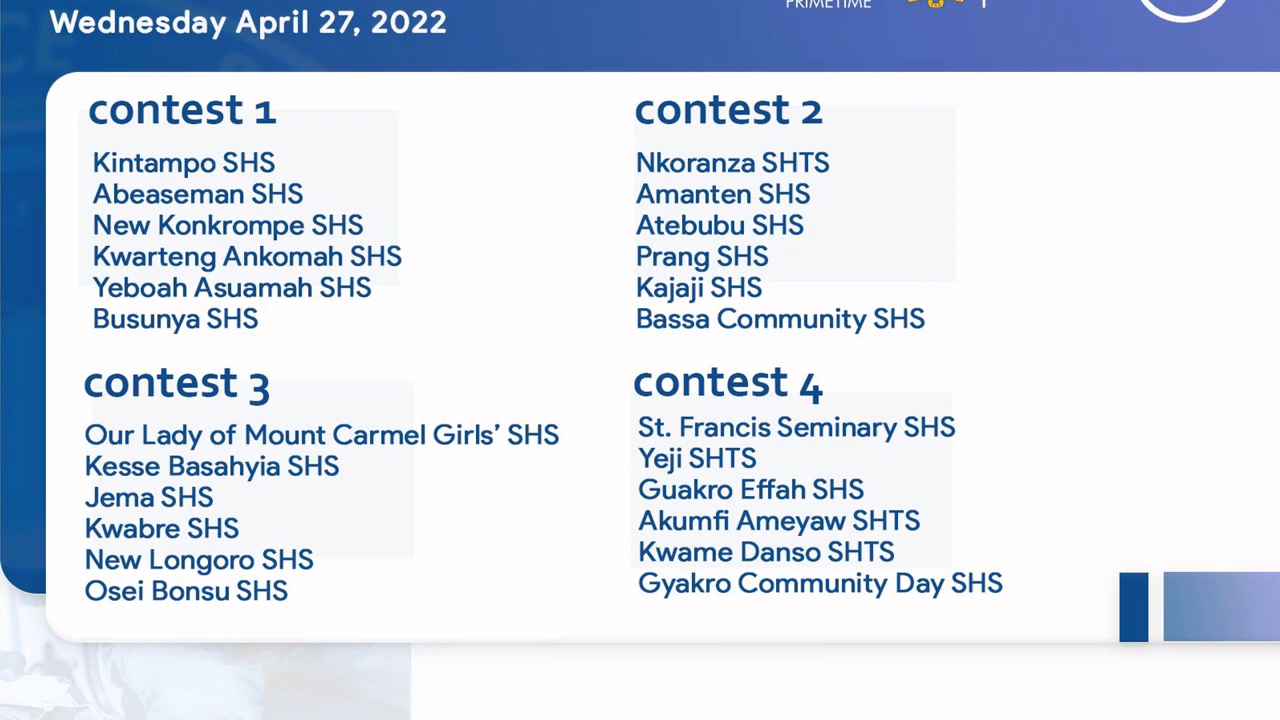 Wednesday April 27, 2022
PRIMETIME
contest 1
Kintampo SHS
Abeaseman SHS
New Konkrompe SHS
Kwarteng Ankomah SHS
Yeboah Asuamah SHS
Busunya SHS
contest 2
Nkoranza SHTS
Amanten SHS
Atebubu SHS
Prang SHS
Kajaji SHS
Bassa Community SHS
contest 3
Our Lady of Mount Carmel Girls’ SHS
Kesse Basahyia SHS
Jema SHS
Kwabre SHS
New Longoro SHS
Osei Bonsu SHS
contest 4
St. Francis Seminary SHS
Yeji SHTS
Guakro Effah SHS
Akumfi Ameyaw SHTS
Kwame Danso SHTS
Gyakro Community Day SHS